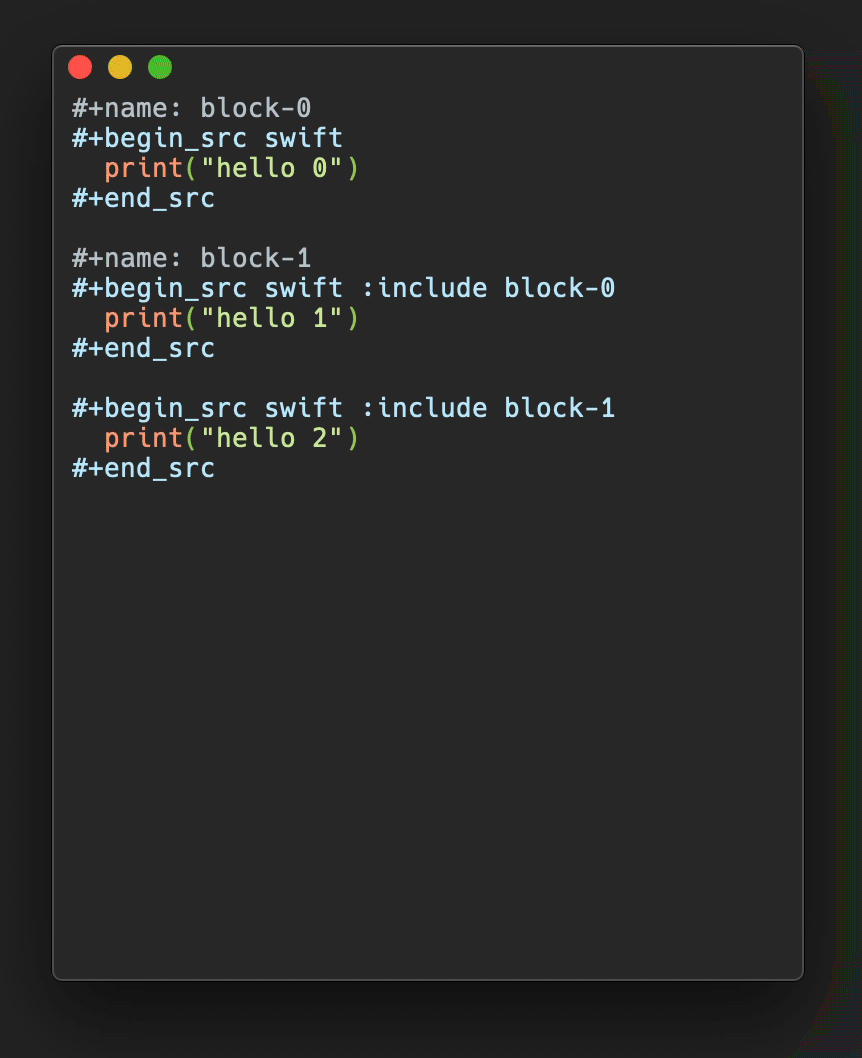 #+name: block-0
#+begin_src swift
  print("hello 0")
#+end_src

#+name: block-1
#+begin_src swift :include block-0
  print("hello 1")
#+end_src

#+begin_src swift :include block-1
  print("hello 2")
#+end_src